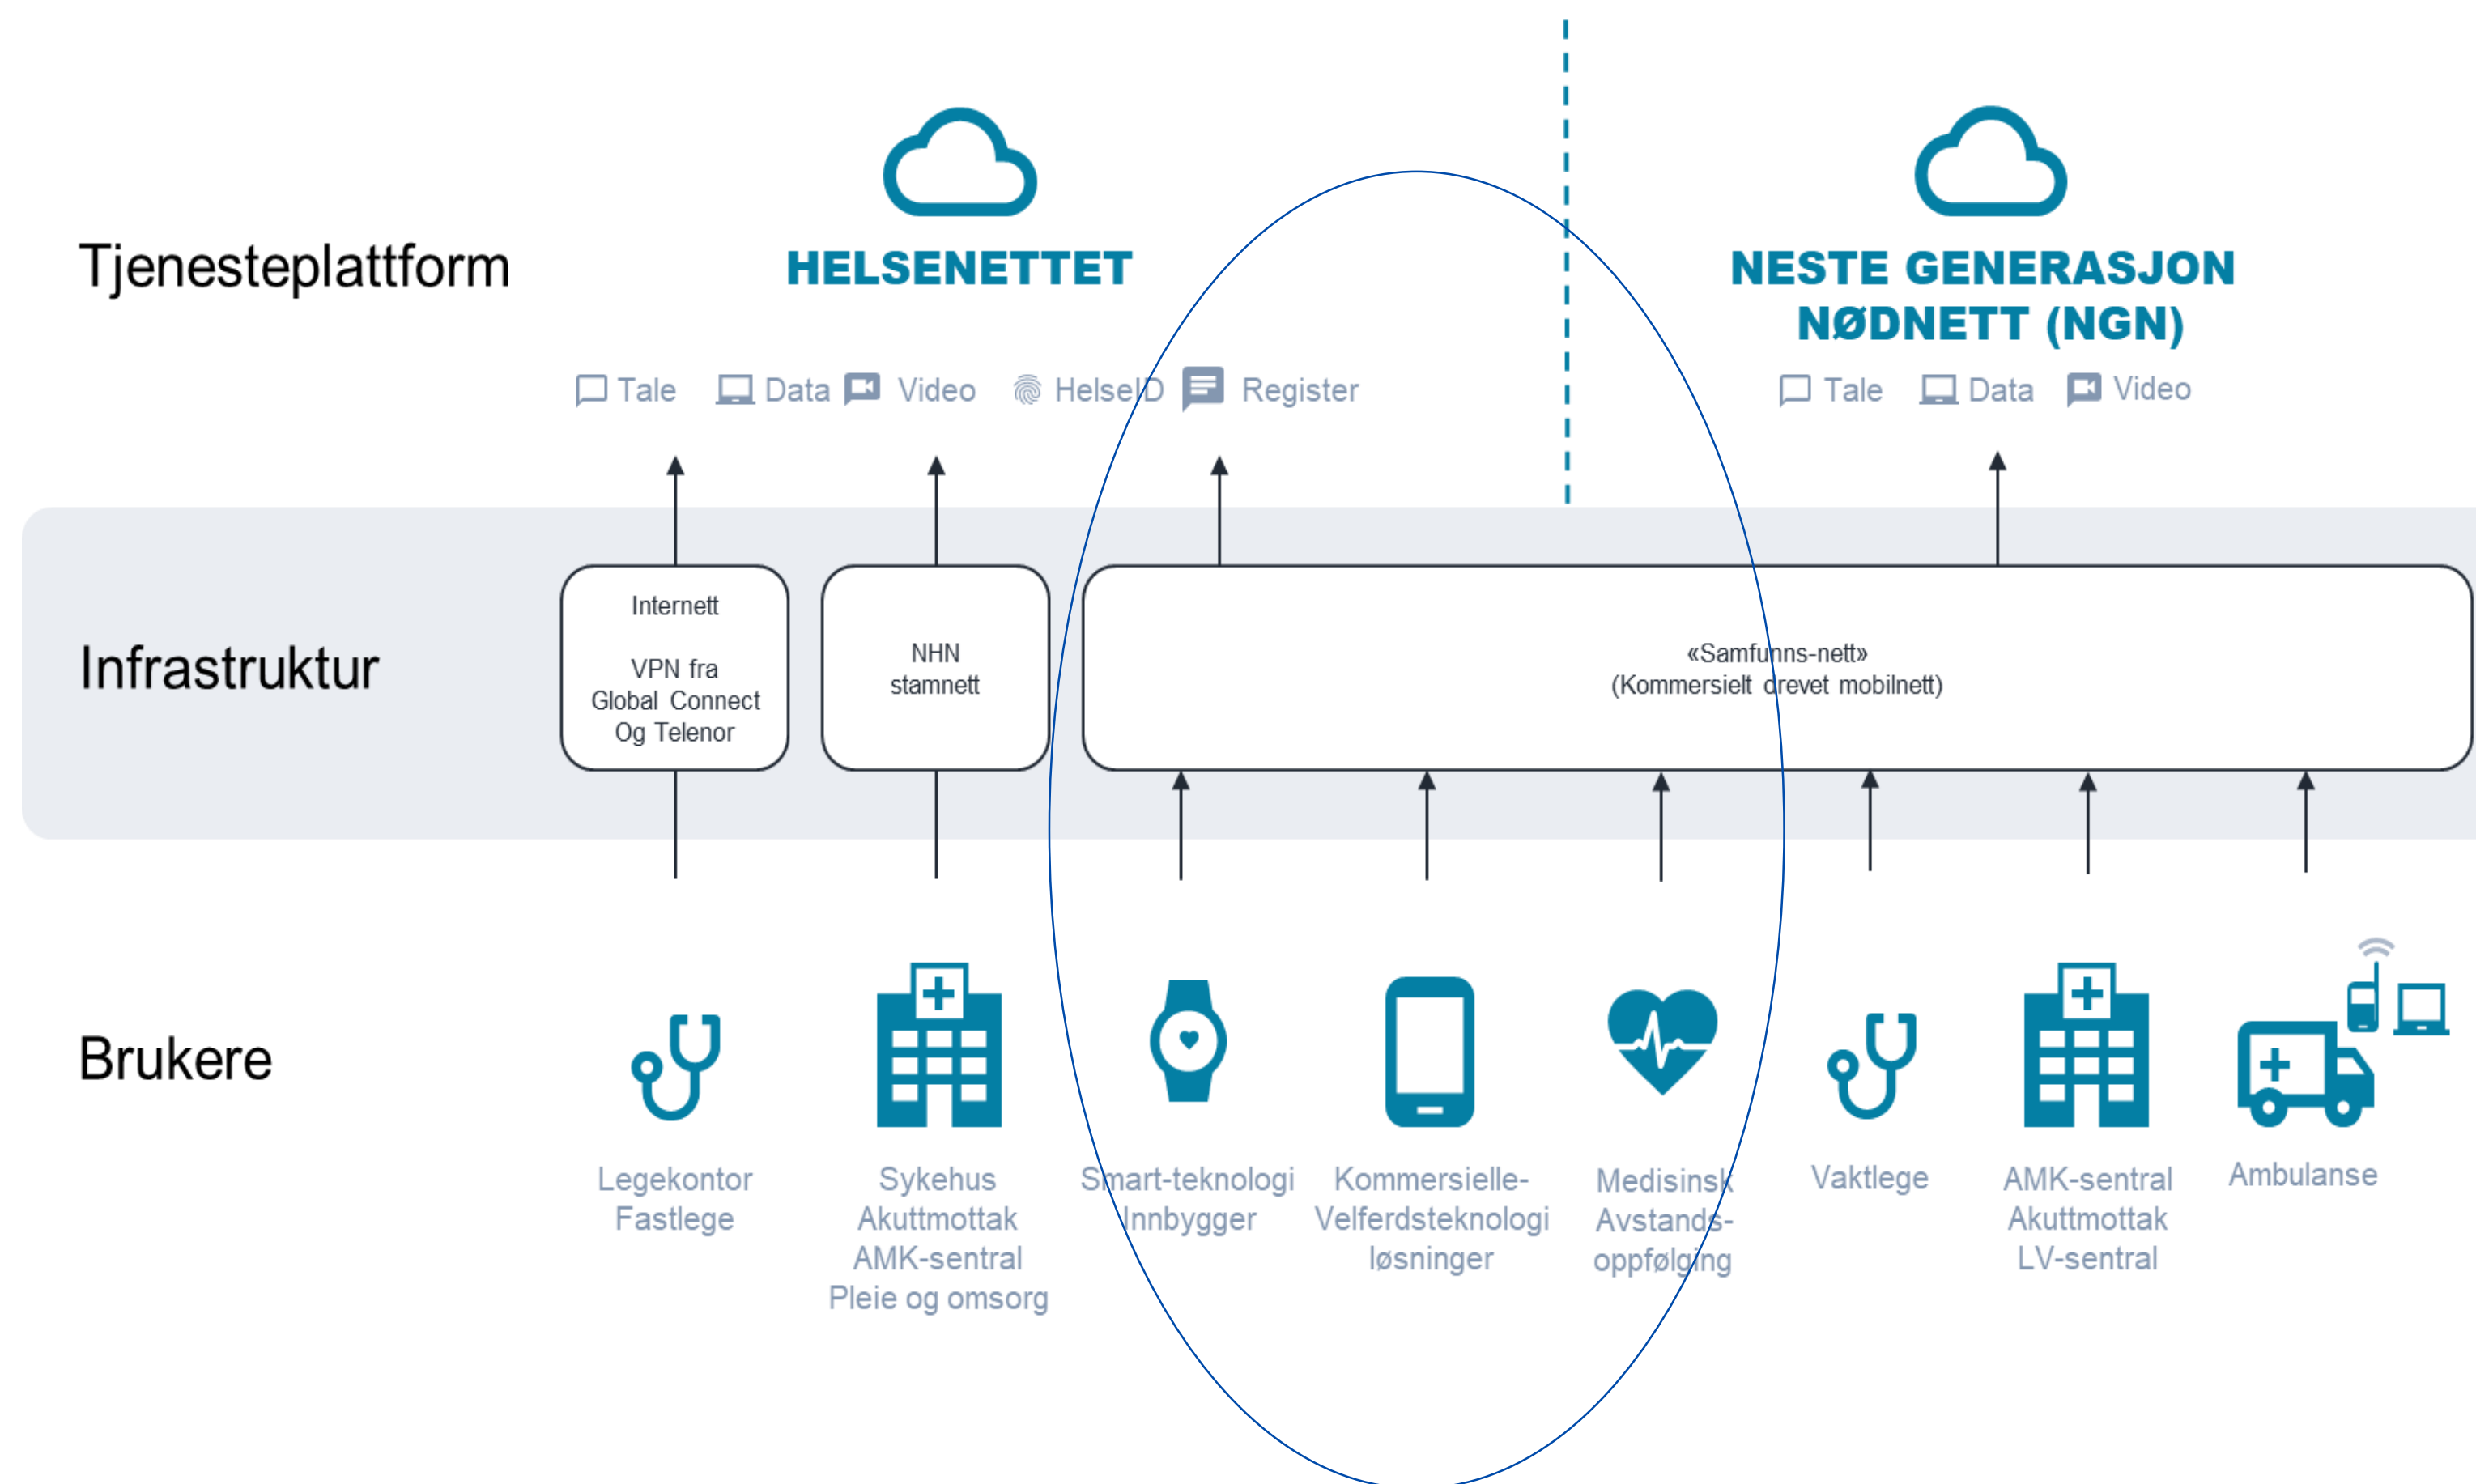 Tjenesteplattform
HELSENETTET
NESTE GENERASJON
NØDNETT (NGN)
Tale Data Video HelseID Register
Tale Data Video
Infrastruktur
Internett
VPN fra
Global Connect
Og Telenor
NHN
stamnett
«Samfunns-nett»
(Kommersielt drevet mobilnett)
Brukere
Legekontor
Fastlege
Sykehus
Akuttmottak
AMK-sentral
Pleie og omsorg
Smart-teknologi
Innbygger
Kommersielle-
Velferdsteknologi
løsninger
Medisinsk
Avstands-
oppfølging
Vaktlege
AMK-sentral
Akuttmottak
LV-sentral
Ambulanse